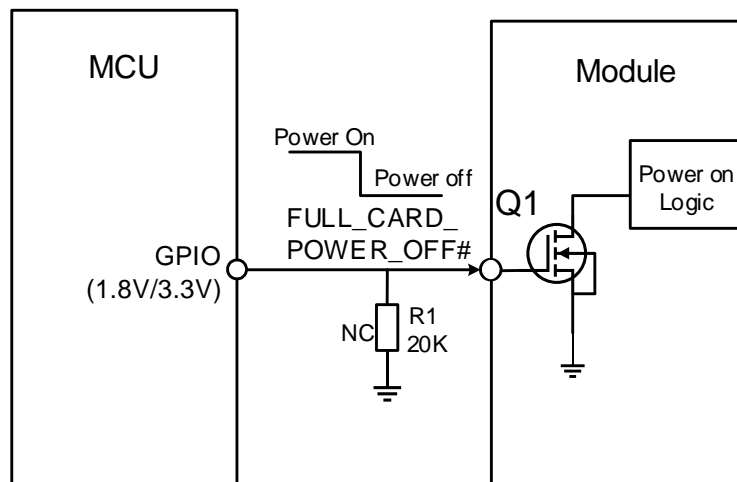 MCU
Module
Power On
Power off
Power on
Logic
Q1
FULL_CARD_
POWER_OFF#
GPIO
(1.8V/3.3V)
NC
R1
20K